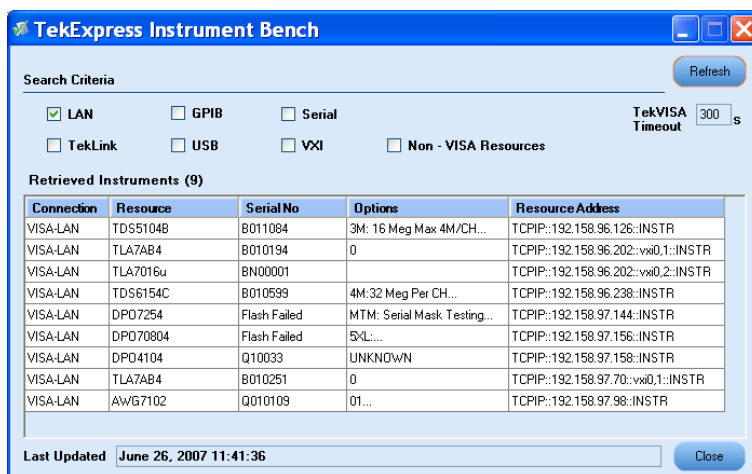 TekExpress Instrument Bench
Refresh
Search Criteria
LAN GPIB Serial
TekVISA Timeout 300 s
TekLink USB VXI Non - VISA Resources
Retrieved Instruments (9)
Connection Resource Serial No Options Resource Address
VISA-LAN TDS5104B B011084 3M: 16 Meg Max 4M/CH... TCPIP::192.158.96.126::INSTR
VISA-LAN TLA7AB4 B010194 0 TCPIP::192.158.96.202::vxi0,1::INSTR
VISA-LAN TLA7016u BN00001 TCPIP::192.158.96.202::vxi0,2::INSTR
VISA-LAN TDS6154C B010599 4M:32 Meg Per CH... TCPIP::192.158.96.238::INSTR
VISA-LAN DPO7254 Flash Failed MTM: Serial Mask Testing... TCPIP::192.158.97.144::INSTR
VISA-LAN DPO70804 Flash Failed 5XL:... TCPIP::192.158.97.156::INSTR
VISA-LAN DPO4104 Q10033 UNKNOWN TCPIP::192.158.97.158::INSTR
VISA-LAN TLA7AB4 B010251 0 TCPIP::192.158.97.70::vxi0,1::INSTR
VISA-LAN AWG7102 Q010109 01... TCPIP::192.158.97.98::INSTR
Last Updated June 26, 2007 11:41:36
Close